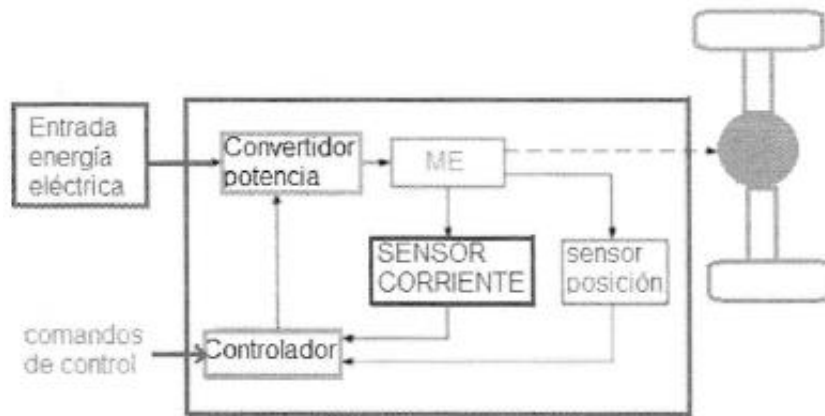 Entrada
energía
eléctrica
Convertidor
potencia
ME
SENSOR
CORRIENTE
sensor
posición
comandos
de control
Controlador